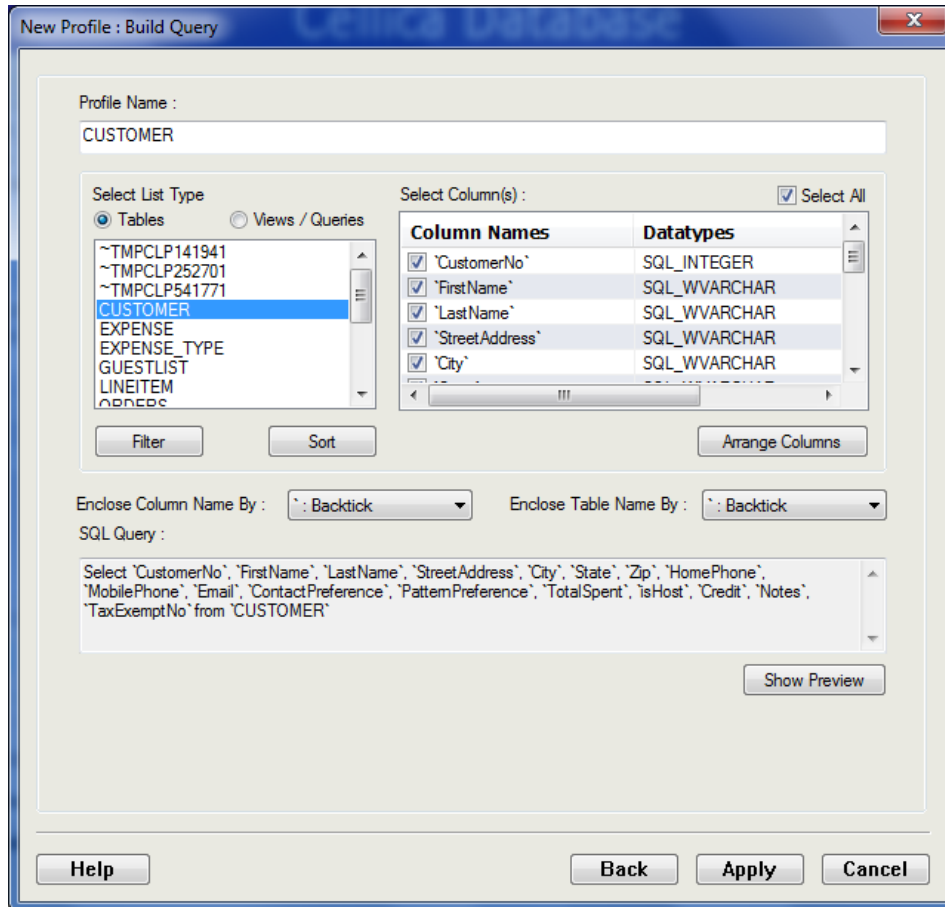 Cellica Database
New Profile : Build Query
Profile Name :
CUSTOMER
Select List Type
Tables
Views / Queries
~TMPCLP141941
~TMPCLP252701
~TMPCLP541771
CUSTOMER
EXPENSE
EXPENSE_TYPE
GUESTLIST
LINEITEM
ORDERS
Filter
Sort
Select Column(s) :
Select All
Column Names Datatypes
`CustomerNo` SQL_INTEGER
`FirstName` SQL_WVARCHAR
`LastName` SQL_WVARCHAR
`StreetAddress` SQL_WVARCHAR
`City` SQL_WVARCHAR
Arrange Columns
Enclose Column Name By : ` : Backtick
Enclose Table Name By : ` : Backtick
SQL Query :
Select `CustomerNo`, `FirstName`, `LastName`, `StreetAddress`, `City`, `State`, `Zip`, `HomePhone`,
`MobilePhone`, `Email`, `ContactPreference`, `PatternPreference`, `TotalSpent`, `isHost`, `Credit`, `Notes`,
`TaxExemptNo` from `CUSTOMER`
Show Preview
Help
Back
Apply
Cancel